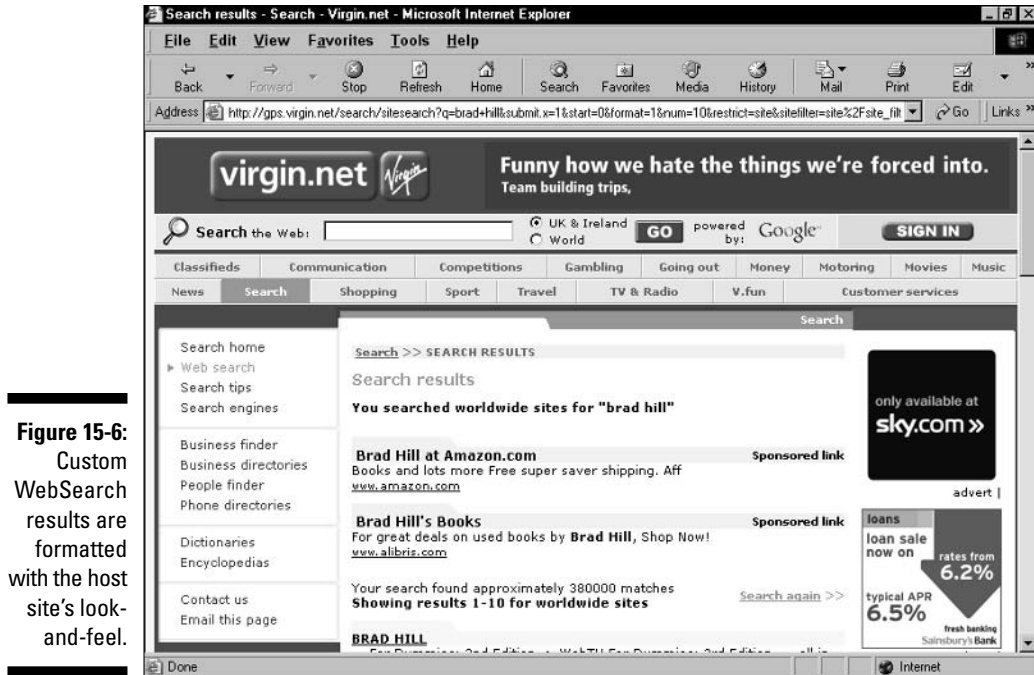 Search results - Search - Virgin.net - Microsoft Internet Explorer
File Edit View Favorites Tools Help
Back Forward Stop Refresh Home Search Favorites Media History Mail Print Edit
Address http://gps.virgin.net/search/sitesearch?q=brad+hill&submit.x=1&start=0&format=1&num=10&restrict=site&sitefilter=site%2Fsite_filt Go Links
virgin.net Virgin
Funny how we hate the things we're forced into.
Team building trips,
Search the Web: UK & Ireland World GO powered by: Google SIGN IN
Classifieds Communication Competitions Gambling Going out Money Motoring Movies Music
News Search Shopping Sport Travel TV & Radio V.fun Customer services
Search
Search home
Web search
Search tips
Search engines
Business finder
Business directories
People finder
Phone directories
Dictionaries
Encyclopedias
Contact us
Email this page
Search >> SEARCH RESULTS
Search results
You searched worldwide sites for "brad hill"
Brad Hill at Amazon.com Sponsored link
Books and lots more Free super saver shipping. Aff
www.amazon.com
Brad Hill's Books Sponsored link
For great deals on used books by Brad Hill, Shop Now!
www.alibris.com
Your search found approximately 380000 matches
Showing results 1-10 for worldwide sites Search again >>
BRAD HILL
only available at
sky.com »
advert |
loans
loan sale
now on
rates from
6.2%
typical APR
6.5%
fresh banking
Sainsbury's Bank
Done Internet
Figure 15-6:
Custom
WebSearch
results are
formatted
with the host
site's look-
and-feel.